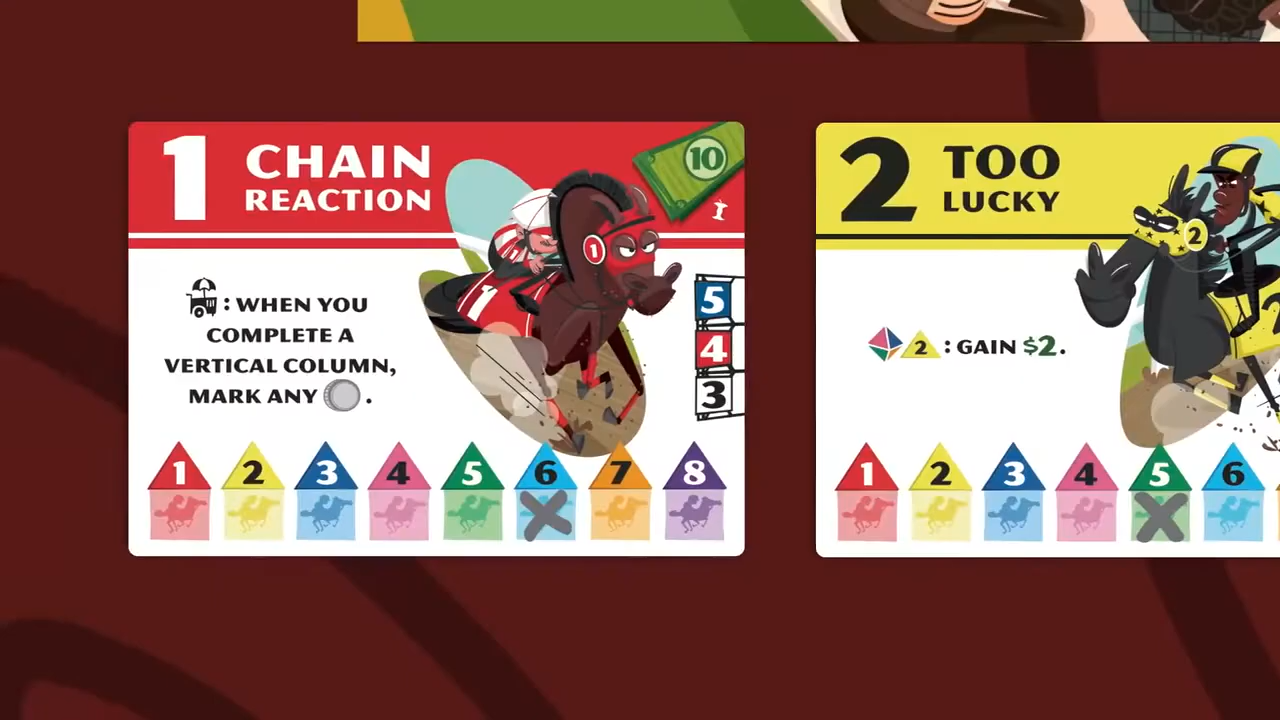 1 CHAIN
REACTION
10
1
: WHEN YOU
COMPLETE A
VERTICAL COLUMN,
MARK ANY .
1
5
4
3
1 2 3 4 5 6 7 8
2 TOO
LUCKY
2
2 : GAIN $2.
1 2 3 4 5 6